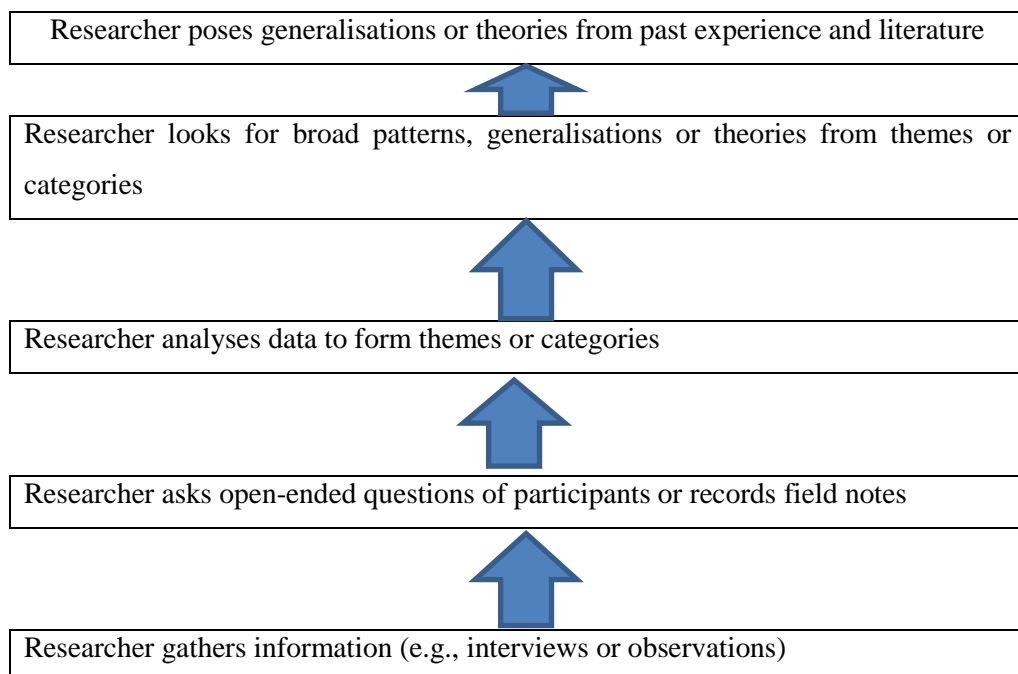 Researcher poses generalisations or theories from past experience and literature
Researcher looks for broad patterns, generalisations or theories from themes or
categories
Researcher analyses data to form themes or categories
Researcher asks open-ended questions of participants or records field notes
Researcher gathers information (e.g., interviews or observations)